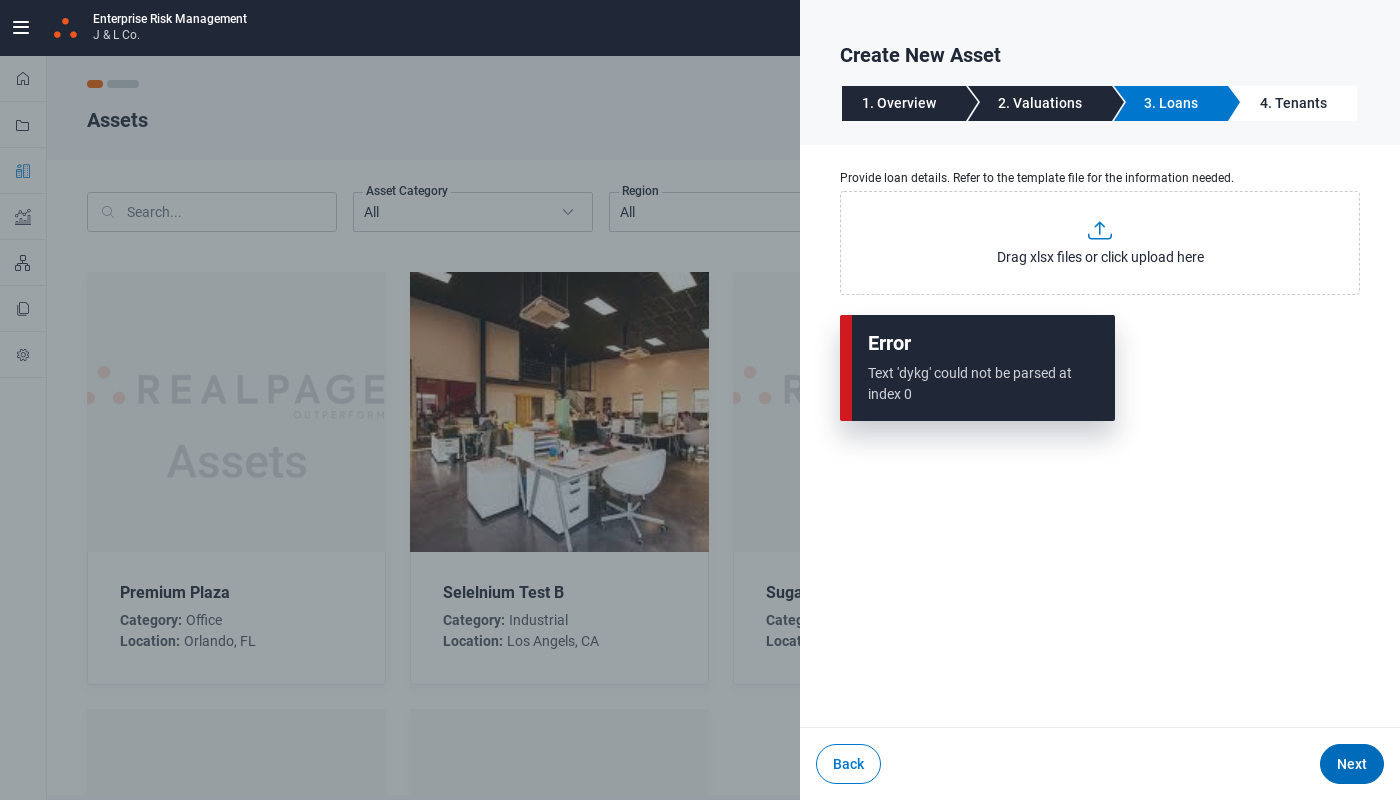 Enterprise Risk Management
J & L Co.
Assets
Search...
Asset Category
All
Region
All
REALPAGE
OUTPERFORM
Assets
Premium Plaza
Category: Office
Location: Orlando, FL
Selelnium Test B
Category: Industrial
Location: Los Angels, CA
Create New Asset
1. Overview
2. Valuations
3. Loans
4. Tenants
Provide loan details. Refer to the template file for the information needed.
Drag xlsx files or click upload here
Error
Text 'dykg' could not be parsed at
index 0
Back
Next